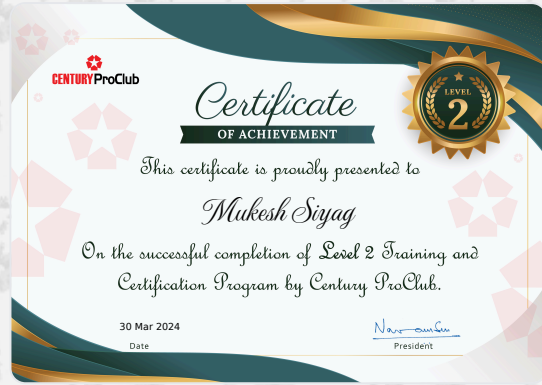 CENTURY ProClub
Certificate
OF ACHIEVEMENT
LEVEL
2
This certificate is proudly presented to
Mukesh Siyag
On the successful completion of Level 2 Training and
Certification Program by Century ProClub.
30 Mar 2024
Date
President